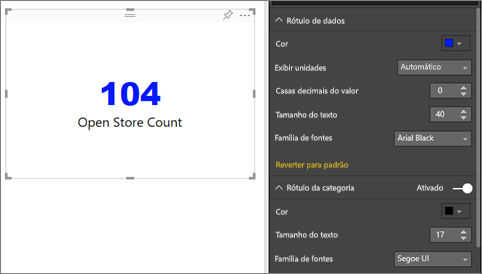 104
Open Store Count
Rótulo de dados
Cor
Exibir unidades
Automático
Casas decimais do valor
0
Tamanho do texto
40
Família de fontes
Arial Black
Reverter para padrão
Rótulo da categoria
Ativado
Cor
Tamanho do texto
17
Família de fontes
Segoe UI